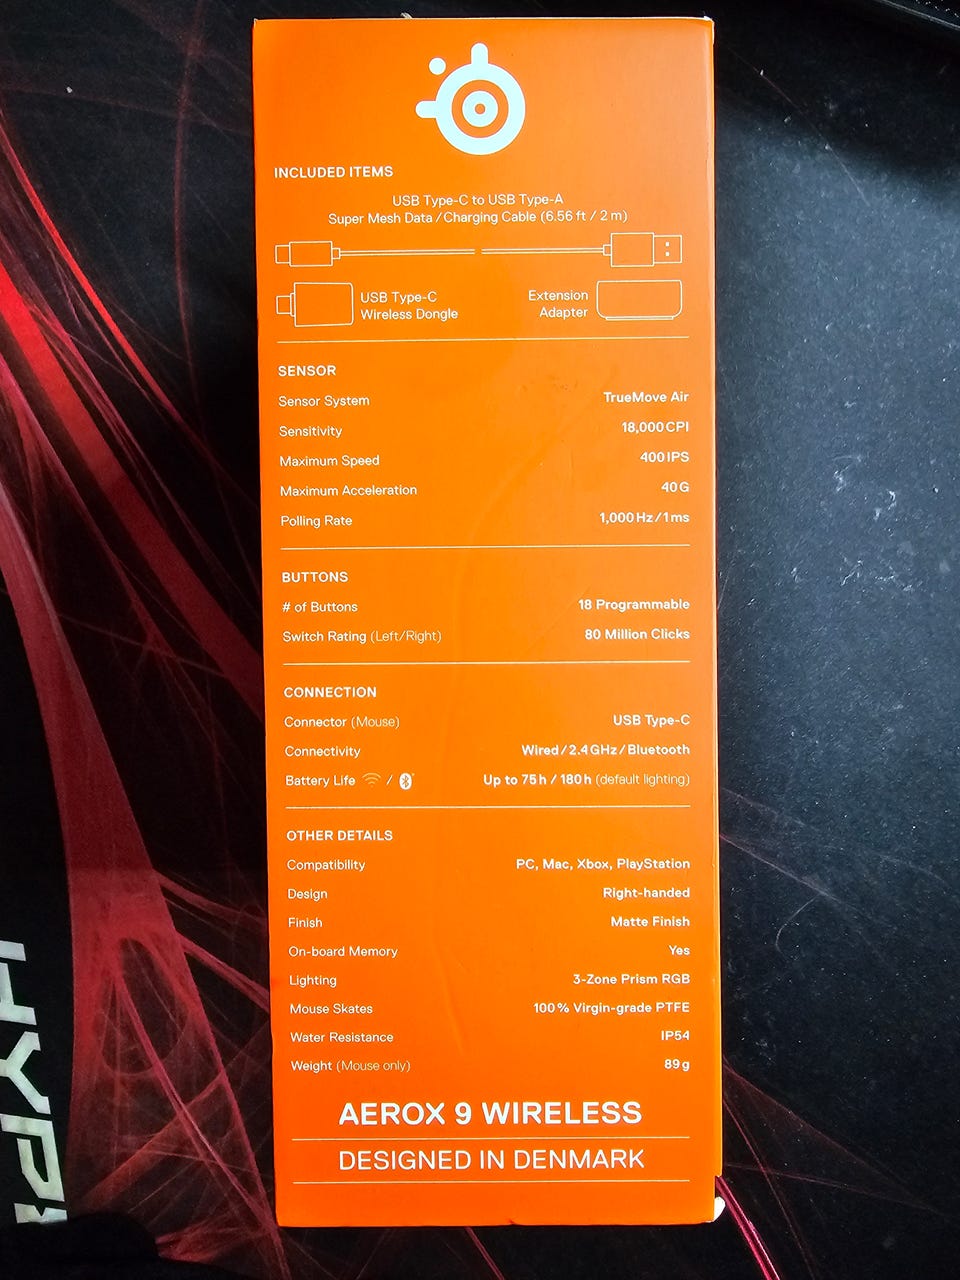 INCLUDED ITEMS
USB Type-C to USB Type-A
Super Mesh Data / Charging Cable (6.56 ft / 2 m)
USB Type-C
Wireless Dongle
Extension
Adapter
SENSOR
Sensor System TrueMove Air
Sensitivity 18,000 CPI
Maximum Speed 400 IPS
Maximum Acceleration 40 G
Polling Rate 1,000 Hz / 1 ms
BUTTONS
# of Buttons 18 Programmable
Switch Rating (Left/Right) 80 Million Clicks
CONNECTION
Connector (Mouse) USB Type-C
Connectivity Wired / 2.4 GHz / Bluetooth
Battery Life / Up to 75 h / 180 h (default lighting)
OTHER DETAILS
Compatibility PC, Mac, Xbox, PlayStation
Design Right-handed
Finish Matte Finish
On-board Memory Yes
Lighting 3-Zone Prism RGB
Mouse Skates 100 % Virgin-grade PTFE
Water Resistance IP54
Weight (Mouse only) 89 g
AEROX 9 WIRELESS
DESIGNED IN DENMARK